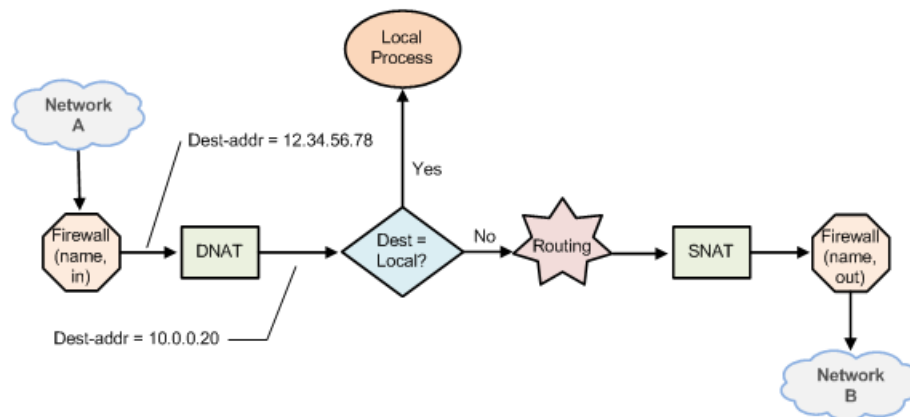 Local
Process
Network
A
Dest-addr = 12.34.56.78
Yes
Firewall
(name,
in)
DNAT
Dest =
Local?
No
Routing
SNAT
Firewall
(name,
out)
Dest-addr = 10.0.0.20
Network
B